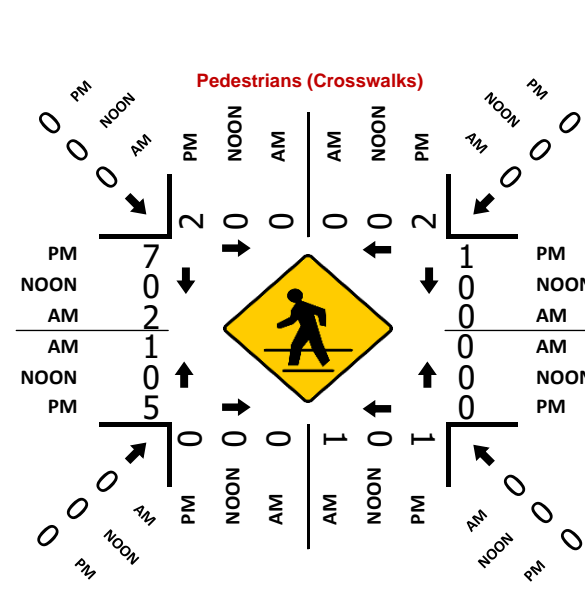 Pedestrians (Crosswalks)
PM NOON AM
0 0 0
PM NOON AM
2 0 0
AM NOON PM
0 0 2
PM NOON AM
0 0 0
PM 7
NOON 0
AM 2
AM 1
NOON 0
PM 5
1 PM
0 NOON
0 AM
0 AM
0 NOON
0 PM
0 0 0
PM NOON AM
1 0 1
AM NOON PM
0 0 0
AM NOON PM
0 0 0
AM NOON PM